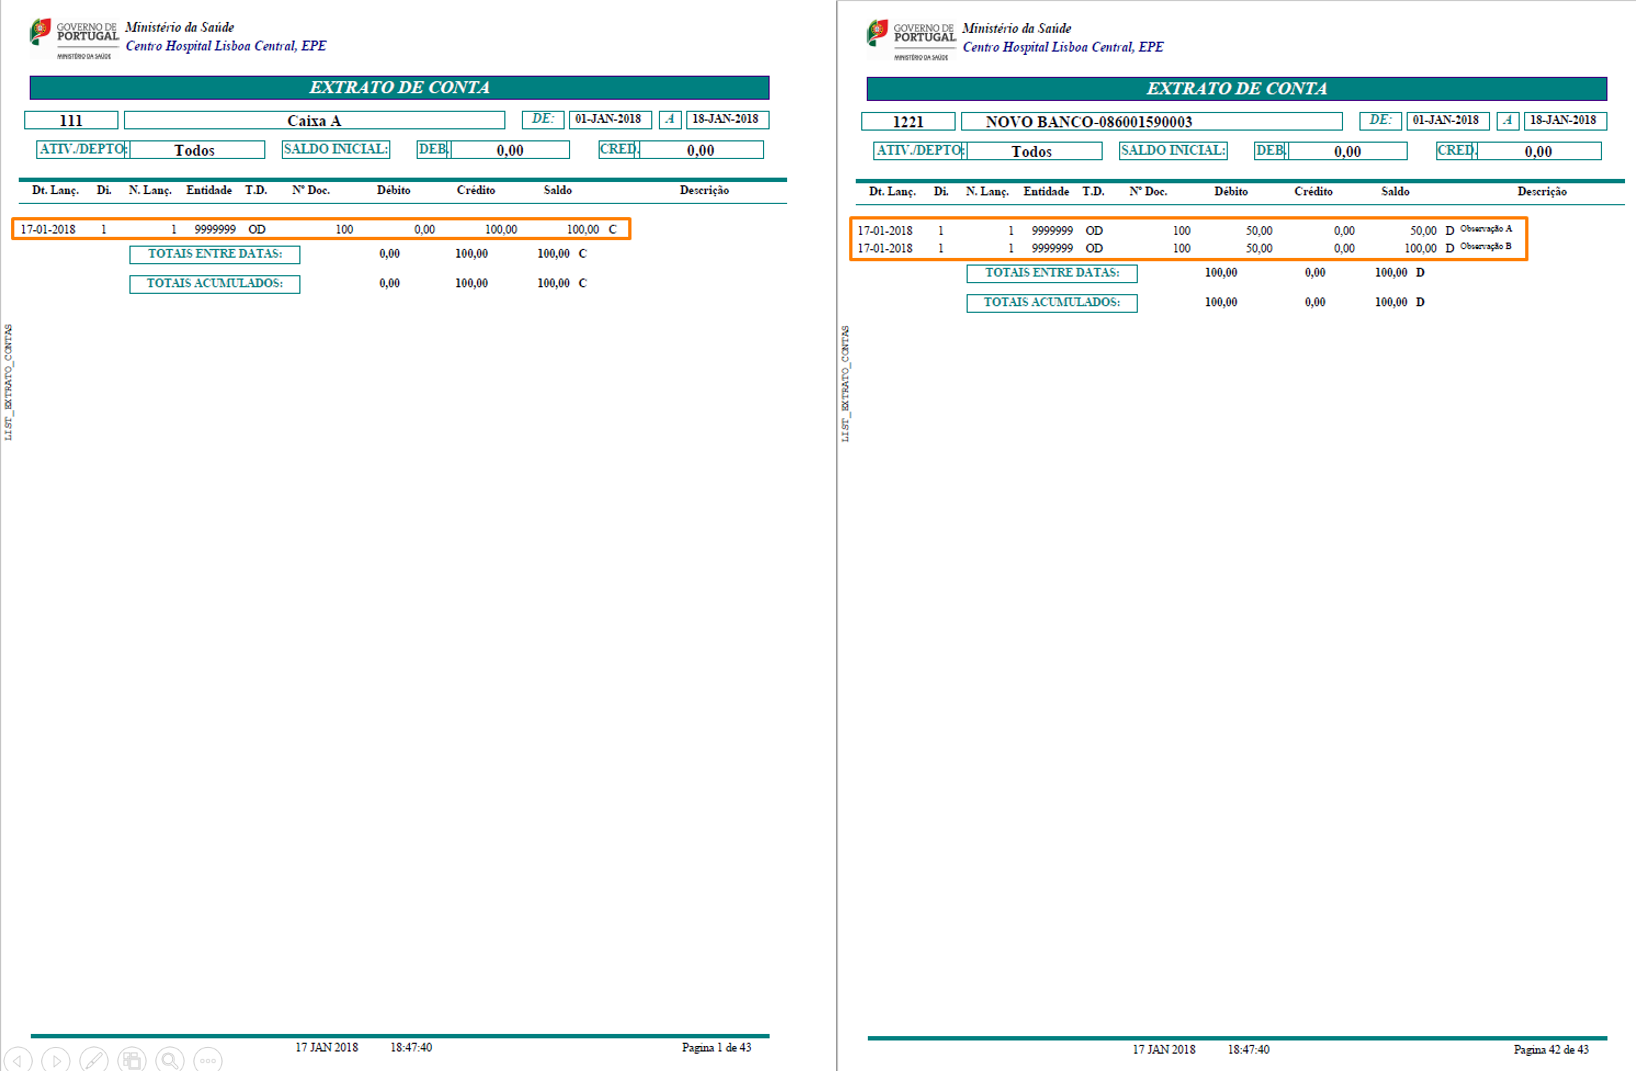 GOVERNO DE
PORTUGAL
MINISTÉRIO DA SAÚDE
Ministério da Saúde
Centro Hospital Lisboa Central, EPE
EXTRATO DE CONTA
111 Caixa A DE: 01-JAN-2018 A 18-JAN-2018
ATIV./DEPTO: Todos SALDO INICIAL: DEB. 0,00 CRED. 0,00
Dt. Lanç. Di. N. Lanç. Entidade T.D. Nº Doc. Débito Crédito Saldo Descrição
17-01-2018 1 1 9999999 OD 100 0,00 100,00 100,00 C
TOTAIS ENTRE DATAS: 0,00 100,00 100,00 C
TOTAIS ACUMULADOS: 0,00 100,00 100,00 C
LIST_EXTRATO_CONTAS
17 JAN 2018 18:47:40 Pagina 1 de 43
GOVERNO DE
PORTUGAL
MINISTÉRIO DA SAÚDE
Ministério da Saúde
Centro Hospital Lisboa Central, EPE
EXTRATO DE CONTA
1221 NOVO BANCO-086001590003 DE: 01-JAN-2018 A 18-JAN-2018
ATIV./DEPTO: Todos SALDO INICIAL: DEB. 0,00 CRED. 0,00
Dt. Lanç. Di. N. Lanç. Entidade T.D. Nº Doc. Débito Crédito Saldo Descrição
17-01-2018 1 1 9999999 OD 100 50,00 0,00 50,00 D Observação A
17-01-2018 1 1 9999999 OD 100 50,00 0,00 100,00 D Observação B
TOTAIS ENTRE DATAS: 100,00 0,00 100,00 D
TOTAIS ACUMULADOS: 100,00 0,00 100,00 D
LIST_EXTRATO_CONTAS
17 JAN 2018 18:47:40 Pagina 42 de 43